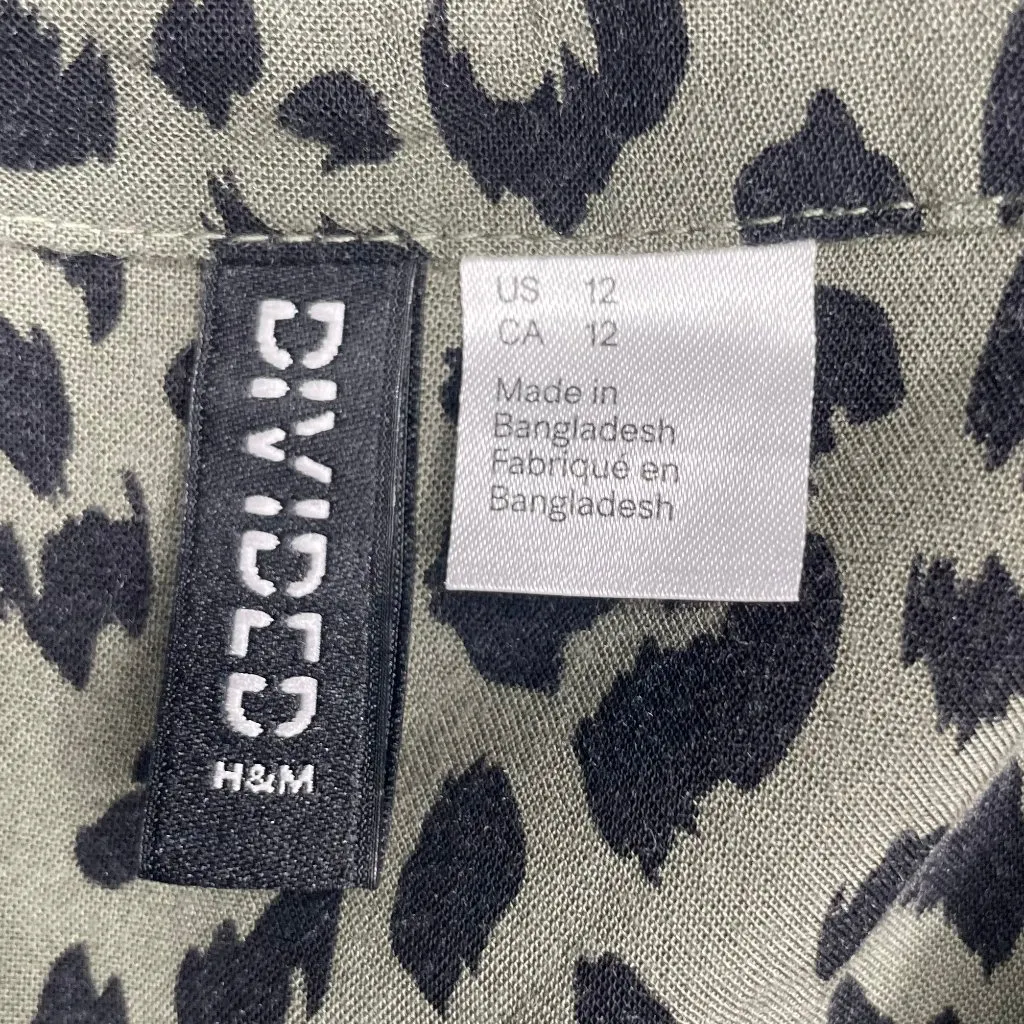 DIVIDED
H&M
US 12
CA 12
Made in
Bangladesh
Fabriqué en
Bangladesh